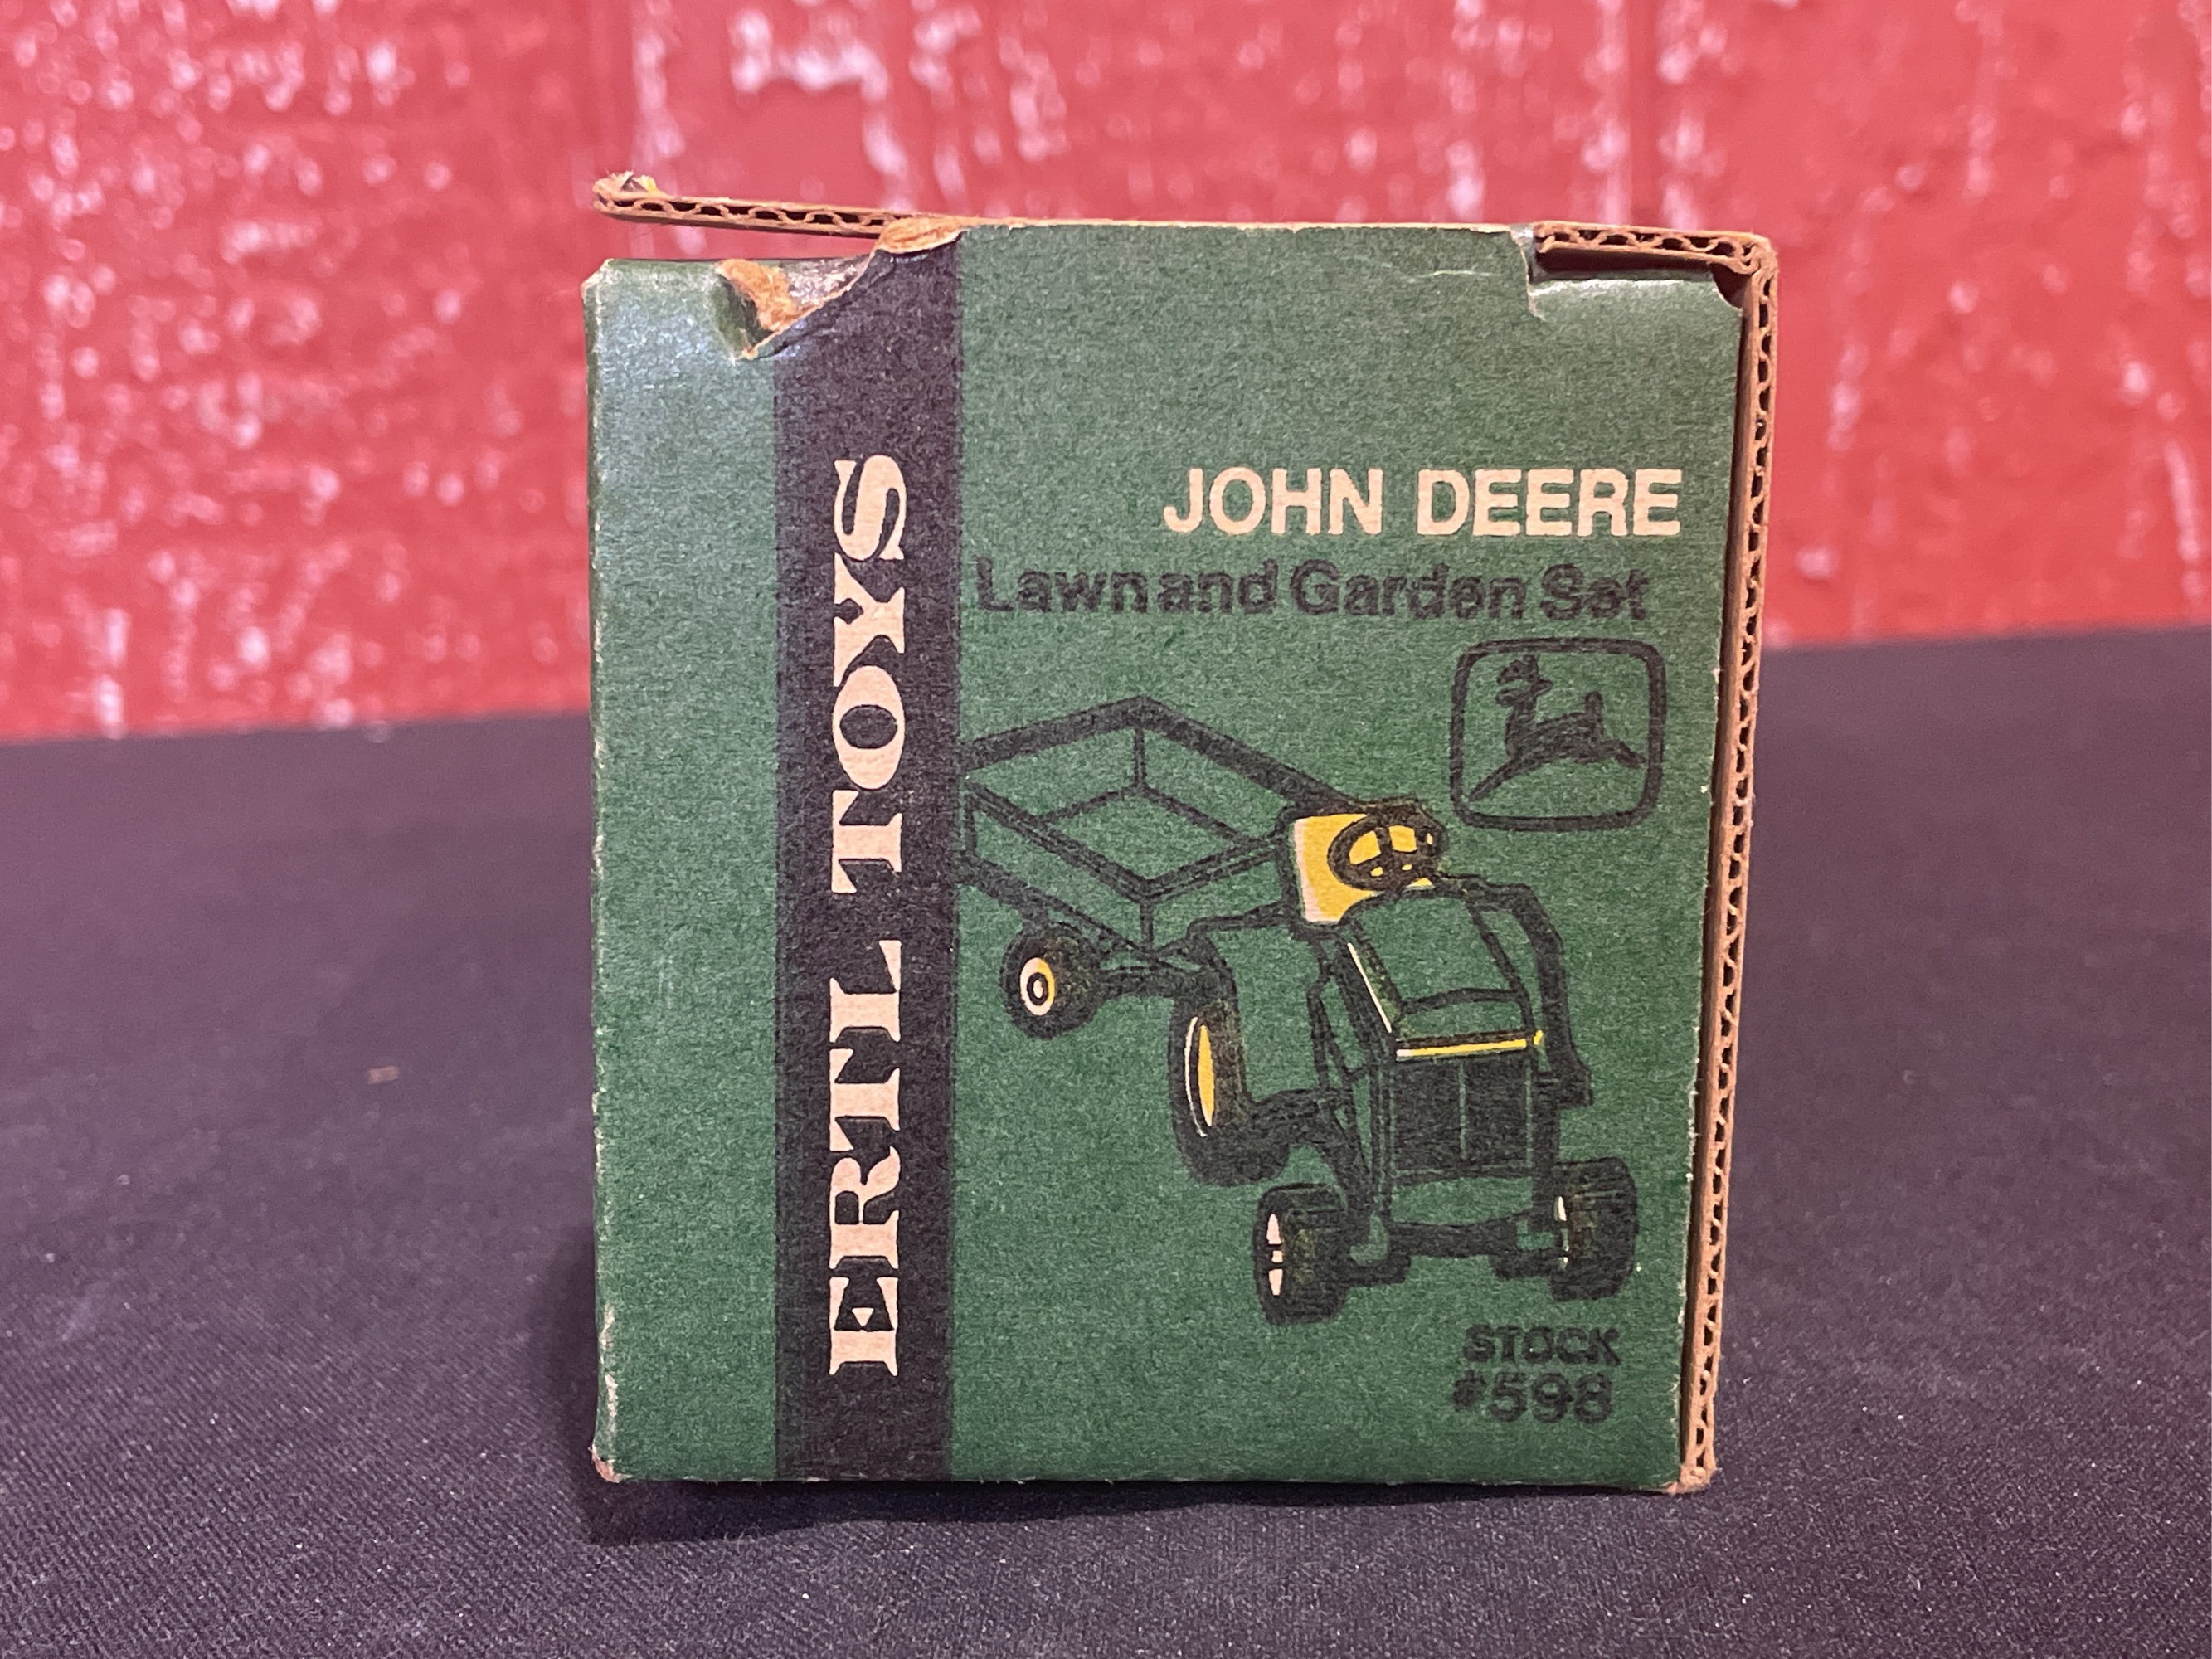 ERTL TOYS
JOHN DEERE
Lawn and Garden Set
STOCK
#598